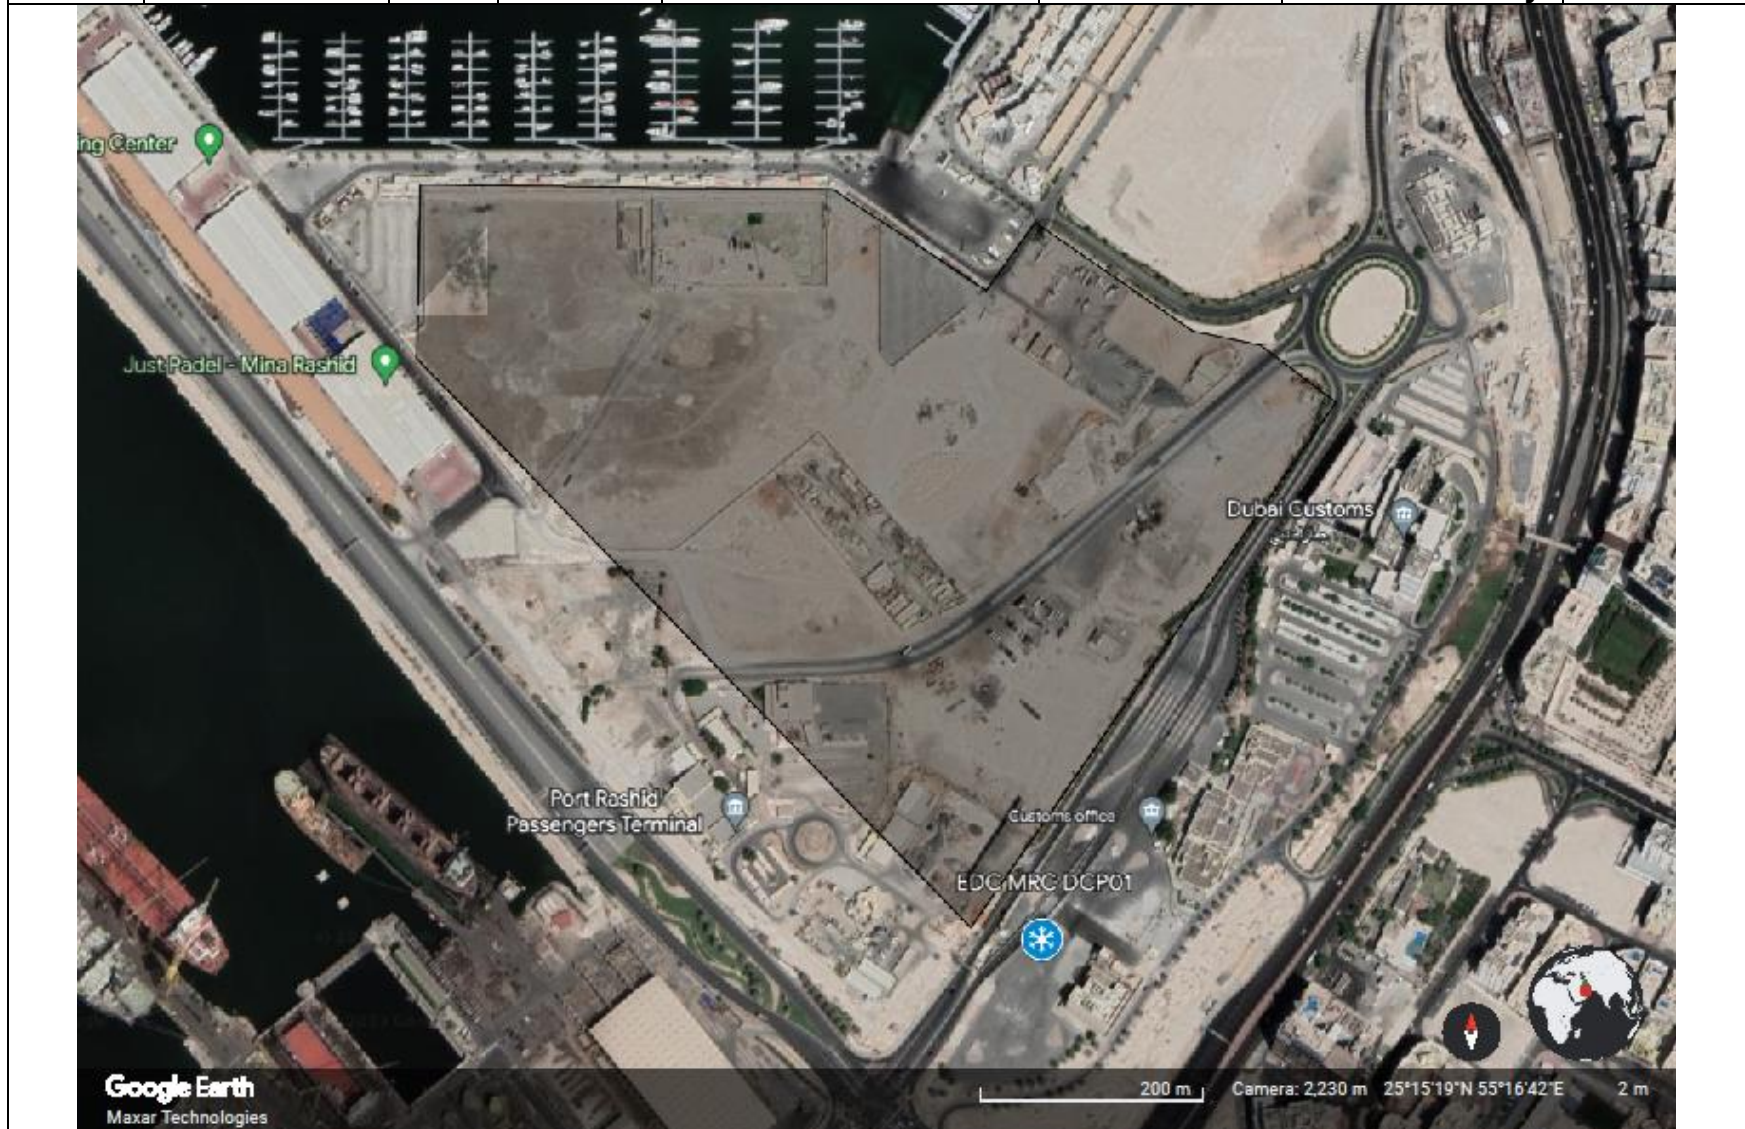 ng Center
Just Padel - Mina Rashid
Dubai Customs
Port Rashid
Passengers Terminal
Customs office
EDC MRC DCP01
Google Earth
Maxar Technologies
200 m
Camera: 2,230 m 25°15'19"N 55°16'42"E 2 m